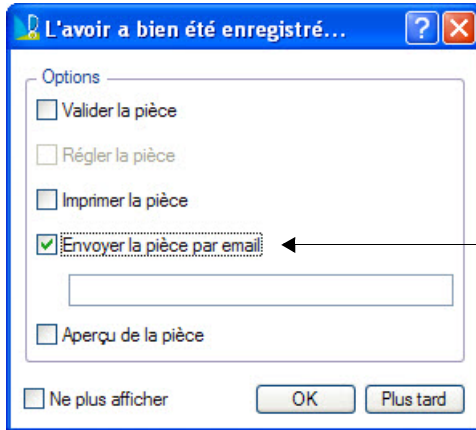 L'avoir a bien été enregistré...
Options
Valider la pièce
Régler la pièce
Imprimer la pièce
Envoyer la pièce par email
Aperçu de la pièce
Ne plus afficher
OK
Plus tard